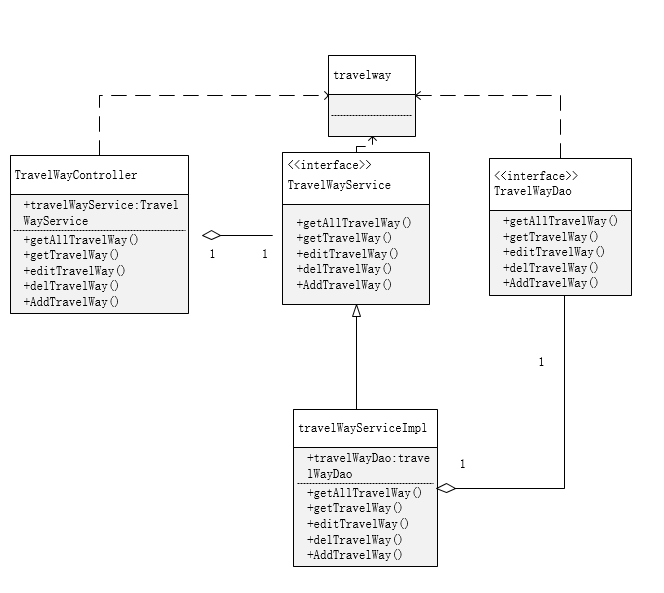 travelway
TravelWayController
+travelWayService:Travel
WayService
+getAllTravelWay()
+getTravelWay()
+editTravelWay()
+delTravelWay()
+AddTravelWay()
1
1
<<interface>>
TravelWayService
+getAllTravelWay()
+getTravelWay()
+editTravelWay()
+delTravelWay()
+AddTravelWay()
<<interface>>
TravelWayDao
+getAllTravelWay()
+getTravelWay()
+editTravelWay()
+delTravelWay()
+AddTravelWay()
1
travelWayServiceImpl
+travelWayDao:trave
lWayDao
+getAllTravelWay()
+getTravelWay()
+editTravelWay()
+delTravelWay()
+AddTravelWay()
1